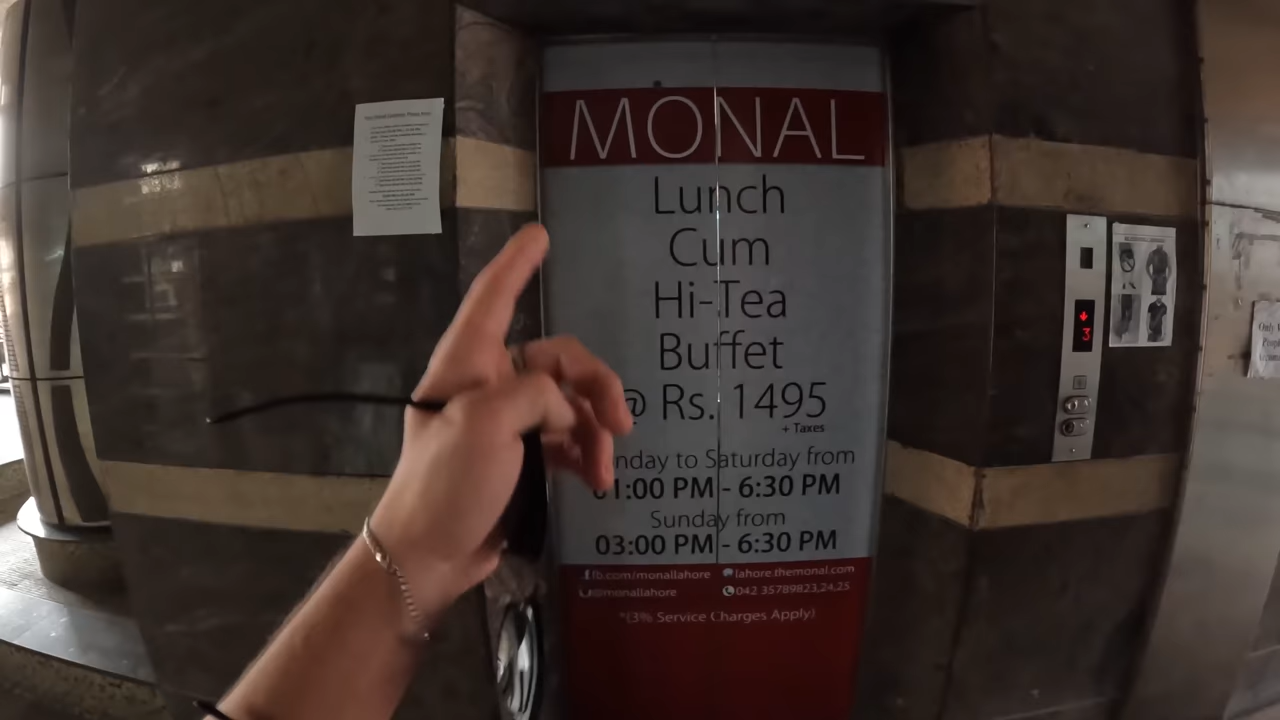 MONAL
Lunch
Cum
Hi-Tea
Buffet
@ Rs. 1495
+ Taxes
nday to Saturday from
01:00 PM - 6:30 PM
Sunday from
03:00 PM - 6:30 PM
fb.com/monallahore lahore.themonal.com
@monallahore 042 35789823,24,25
*(3% Service Charges Apply)
3
Only